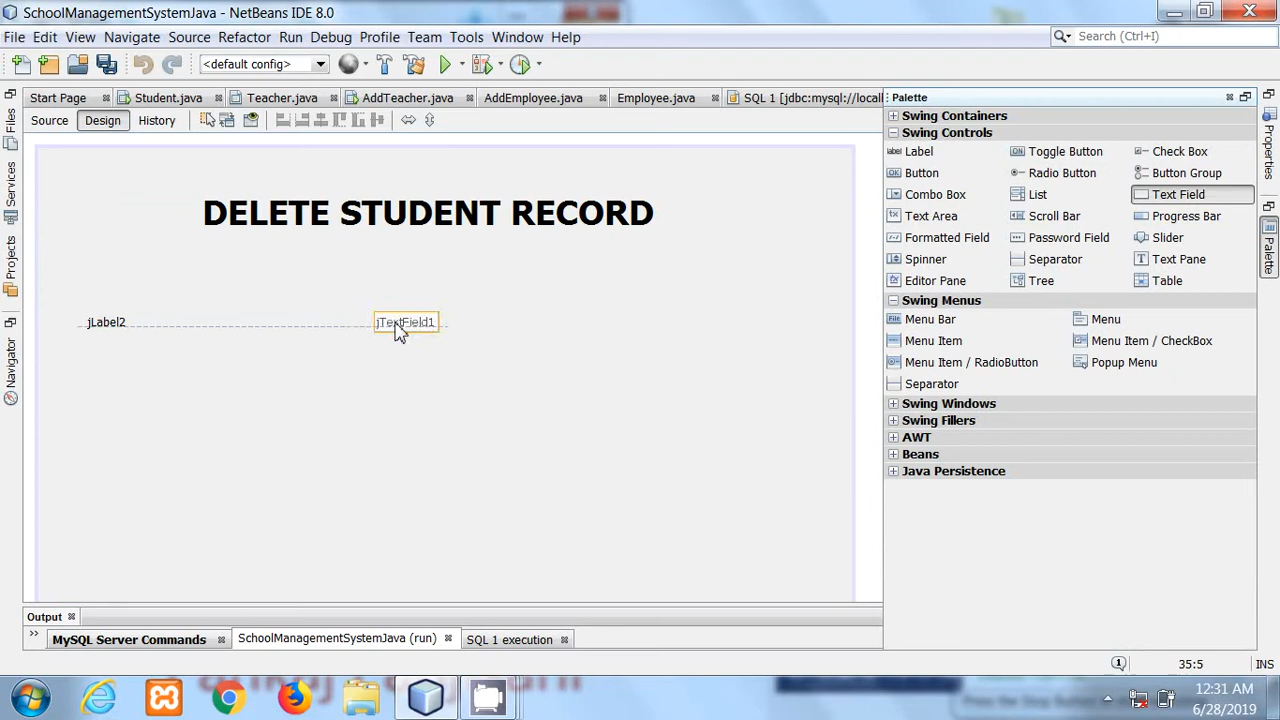 SchoolManagementSystemJava - NetBeans IDE 8.0
File Edit View Navigate Source Refactor Run Debug Profile Team Tools Window Help
Search (Ctrl+I)
<default config>
Start Page Student.java Teacher.java AddTeacher.java AddEmployee.java Employee.java SQL 1 [jdbc:mysql://locall
Source Design History
Files
Services
Projects
Navigator
DELETE STUDENT RECORD
jLabel2 jTextField1
Palette
Swing Containers
Swing Controls
label Label ON Toggle Button Check Box
OK Button Radio Button Button Group
Combo Box List Text Field
Text Area Scroll Bar Progress Bar
Formatted Field Password Field Slider
Spinner Separator Text Pane
Editor Pane Tree Table
Swing Menus
Menu Bar Menu
Menu Item Menu Item / CheckBox
Menu Item / RadioButton Popup Menu
Separator
Swing Windows
Swing Fillers
AWT
Beans
Java Persistence
Properties
Palette
Output
MySQL Server Commands SchoolManagementSystemJava (run) SQL 1 execution
1 35:5 INS
12:31 AM
6/28/2019